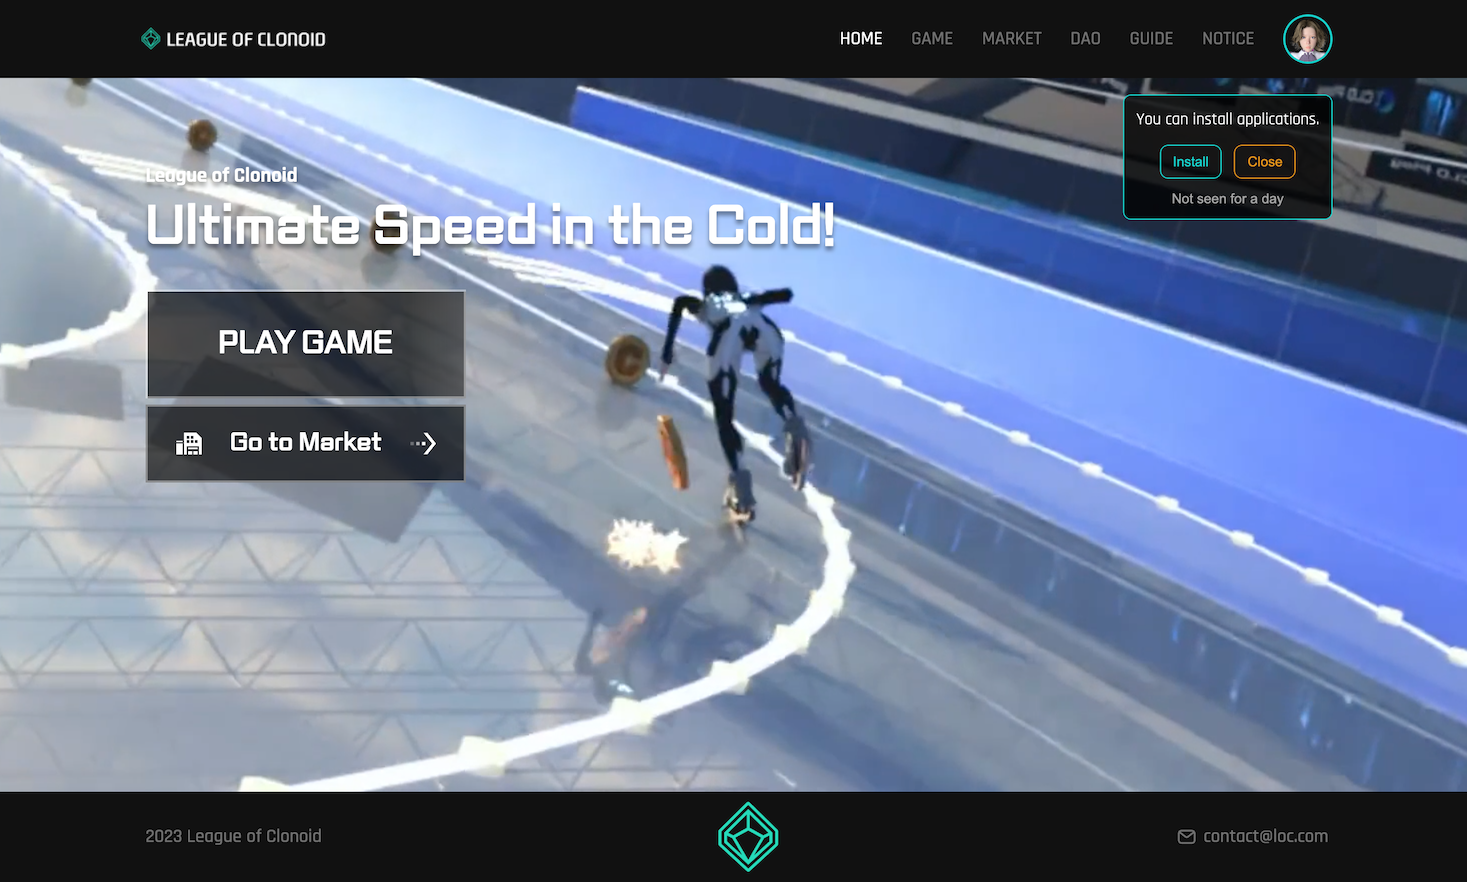 LEAGUE OF CLONOID
HOME GAME MARKET DAO GUIDE NOTICE
You can install applications.
Install Close
Not seen for a day
League of Clonoid
Ultimate Speed in the Cold!
PLAY GAME
Go to Market
2023 League of Clonoid
contact@loc.com